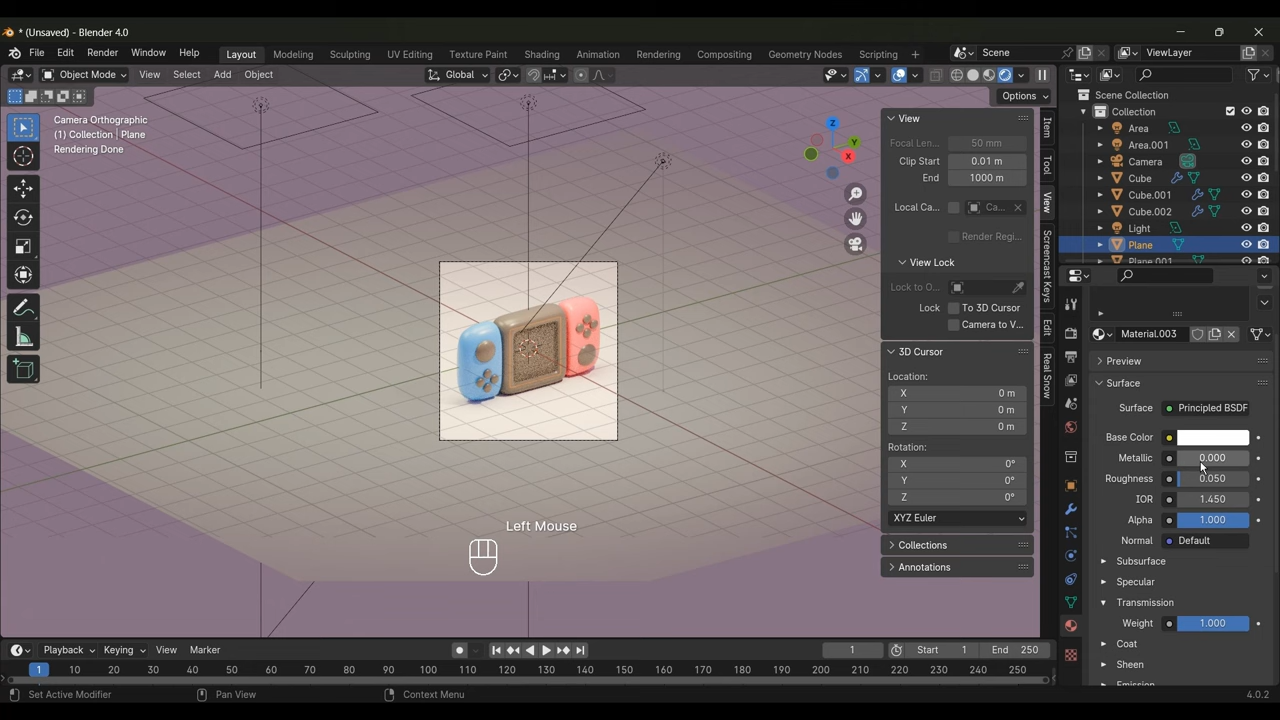 * (Unsaved) - Blender 4.0
File Edit Render Window Help Layout Modeling Sculpting UV Editing Texture Paint Shading Animation Rendering Compositing Geometry Nodes Scripting + Scene ViewLayer
Object Mode View Select Add Object Global
Options
Camera Orthographic
(1) Collection | Plane
Rendering Done
Z
Y
X
View
Focal Len... 50 mm
Clip Start 0.01 m
End 1000 m
Local Ca... Ca...
Render Regi...
View Lock
Lock to O...
Lock To 3D Cursor
Camera to V...
3D Cursor
Location:
X 0 m
Y 0 m
Z 0 m
Rotation:
X 0°
Y 0°
Z 0°
XYZ Euler
Collections
Annotations
Item
Tool
View
Screencast Keys
Edit
Real Snow
Scene Collection
Collection
Area
Area.001
Camera
Cube
Cube.001
Cube.002
Light
Plane
Plane.001
Material.003
Preview
Surface
Surface Principled BSDF
Base Color
Metallic 0.000
Roughness 0.050
IOR 1.450
Alpha 1.000
Normal Default
Subsurface
Specular
Transmission
Weight 1.000
Coat
Sheen
Emission
Left Mouse
Playback Keying View Marker 1 Start 1 End 250
1 10 20 30 40 50 60 70 80 90 100 110 120 130 140 150 160 170 180 190 200 210 220 230 240 250
Set Active Modifier Pan View Context Menu 4.0.2